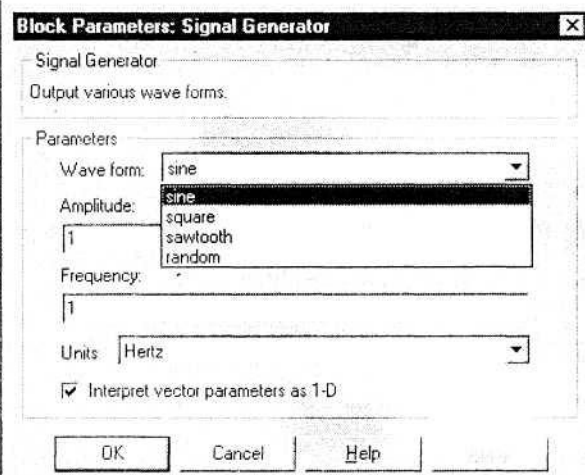 Block Parameters: Signal Generator
Signal Generator
Output various wave forms.
Parameters
Wave form: sine
sine
square
sawtooth
random
Amplitude:
1
Frequency:
1
Units Hertz
Interpret vector parameters as 1-D
OK Cancel Help